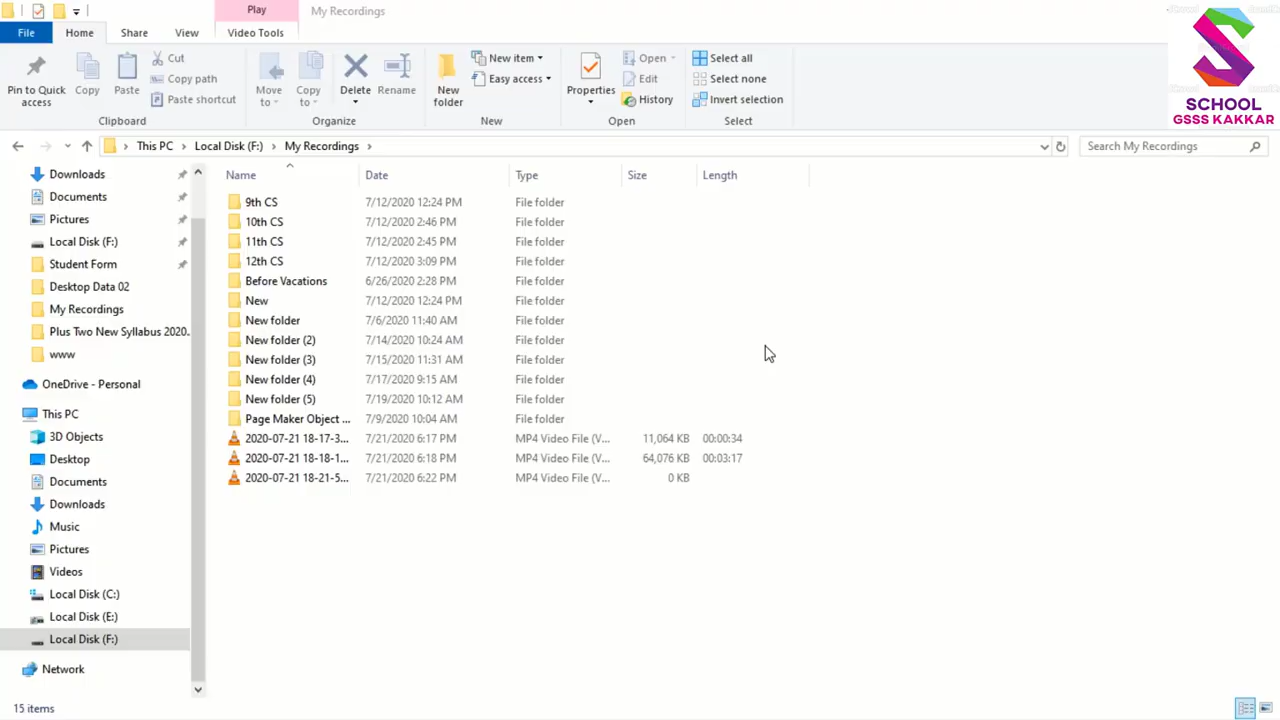 Play
My Recordings
File Home Share View Video Tools
Pin to Quick access
Copy
Paste
Cut
Copy path
Paste shortcut
Clipboard
Move to
Copy to
Delete
Rename
Organize
New folder
New item
Easy access
New
Properties
Open
Edit
History
Open
Select all
Select none
Invert selection
Select
SCHOOL
GSSS KAKKAR
This PC Local Disk (F:) My Recordings
Search My Recordings
Downloads
Documents
Pictures
Local Disk (F:)
Student Form
Desktop Data 02
My Recordings
Plus Two New Syllabus 2020.
www
OneDrive - Personal
This PC
3D Objects
Desktop
Documents
Downloads
Music
Pictures
Videos
Local Disk (C:)
Local Disk (E:)
Local Disk (F:)
Network
Name Date Type Size Length
9th CS 7/12/2020 12:24 PM File folder
10th CS 7/12/2020 2:46 PM File folder
11th CS 7/12/2020 2:45 PM File folder
12th CS 7/12/2020 3:09 PM File folder
Before Vacations 6/26/2020 2:28 PM File folder
New 7/12/2020 12:24 PM File folder
New folder 7/6/2020 11:40 AM File folder
New folder (2) 7/14/2020 10:24 AM File folder
New folder (3) 7/15/2020 11:31 AM File folder
New folder (4) 7/17/2020 9:15 AM File folder
New folder (5) 7/19/2020 10:12 AM File folder
Page Maker Object ... 7/9/2020 10:04 AM File folder
2020-07-21 18-17-3... 7/21/2020 6:17 PM MP4 Video File (V... 11,064 KB 00:00:34
2020-07-21 18-18-1... 7/21/2020 6:18 PM MP4 Video File (V... 64,076 KB 00:03:17
2020-07-21 18-21-5... 7/21/2020 6:22 PM MP4 Video File (V... 0 KB
15 items